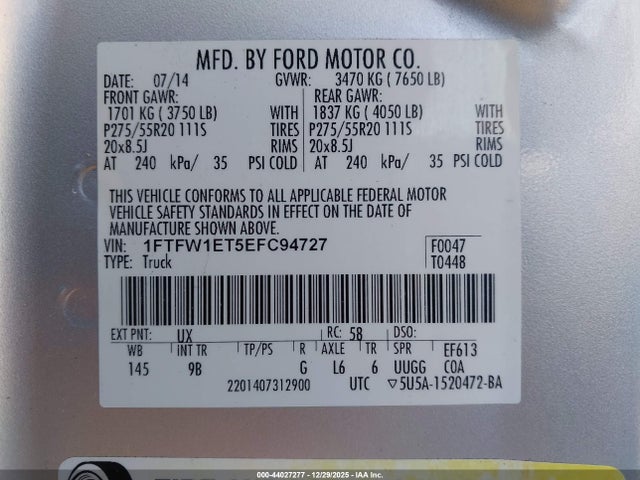 MFD. BY FORD MOTOR CO.
DATE: 07/14 GVWR: 3470 KG ( 7650 LB)
FRONT GAWR: REAR GAWR:
1701 KG ( 3750 LB) WITH 1837 KG ( 4050 LB) WITH
P275/55R20 111S TIRES P275/55R20 111S TIRES
20x8.5J RIMS 20x8.5J RIMS
AT 240 kPa/ 35 PSI COLD AT 240 kPa/ 35 PSI COLD
THIS VEHICLE CONFORMS TO ALL APPLICABLE FEDERAL MOTOR
VEHICLE SAFETY STANDARDS IN EFFECT ON THE DATE OF
MANUFACTURE SHOWN ABOVE.
VIN: 1FTFW1ET5EFC94727 F0047
TYPE: Truck T0448
EXT PNT: UX RC: 58 DSO:
WB INT TR TP/PS R AXLE TR SPR EF613
145 9B G L6 6 UUGG COA
2201407312900 UTC ▽5U5A-1520472-BA
000-44027277 - 12/29/2025 - IAA, Inc.